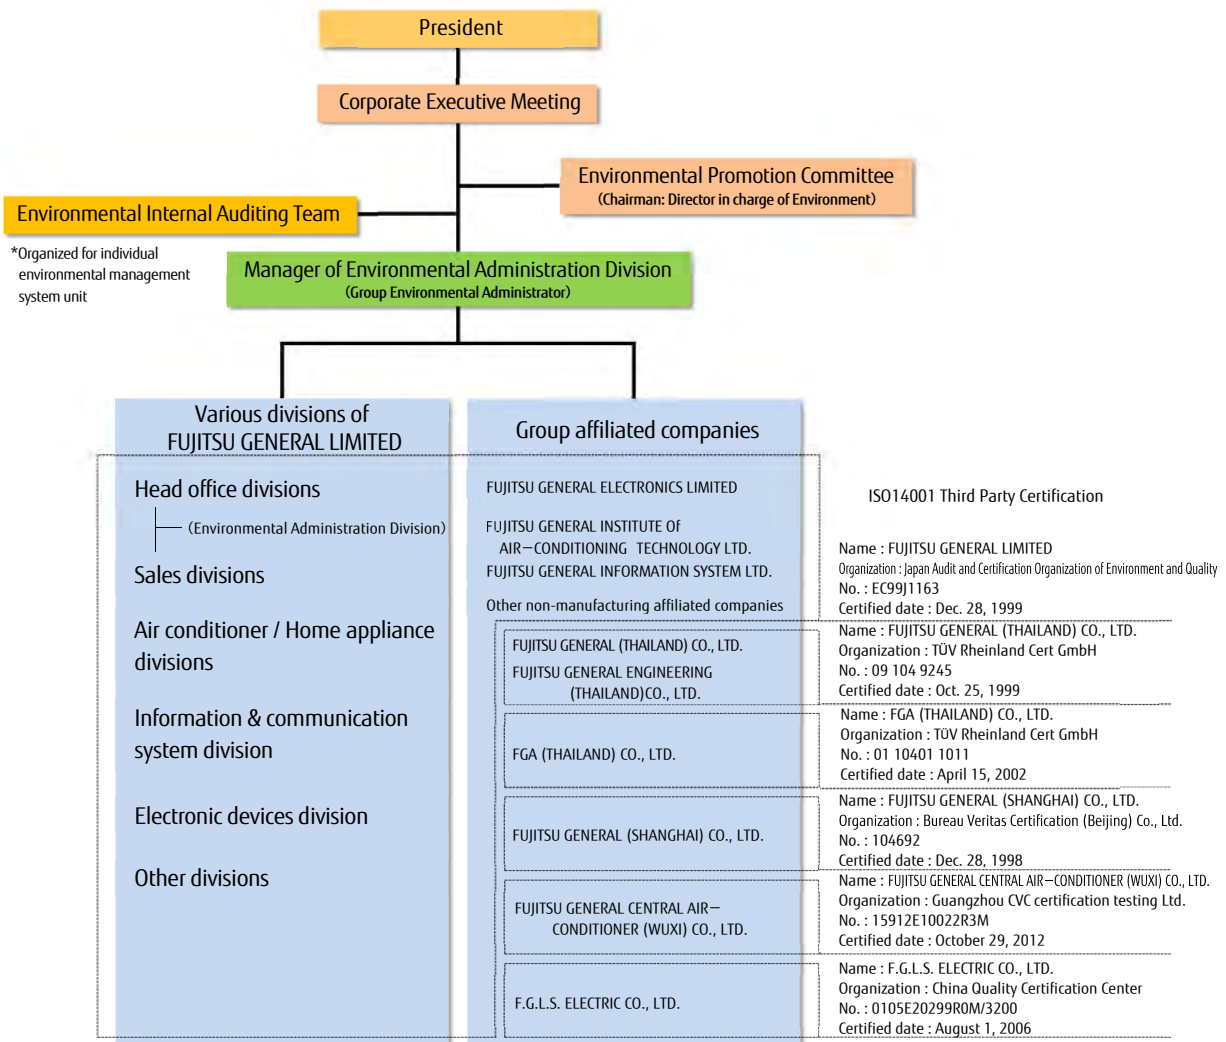 President
Corporate Executive Meeting
Environmental Promotion Committee
(Chairman: Director in charge of Environment)
Environmental Internal Auditing Team
*Organized for individual
environmental management
system unit
Manager of Environmental Administration Division
(Group Environmental Administrator)
Various divisions of
FUJITSU GENERAL LIMITED
Head office divisions
(Environmental Administration Division)
Sales divisions
Air conditioner / Home appliance
divisions
Information & communication
system division
Electronic devices division
Other divisions
Group affiliated companies
FUJITSU GENERAL ELECTRONICS LIMITED
FUJITSU GENERAL INSTITUTE OF
AIR−CONDITIONING TECHNOLOGY LTD.
FUJITSU GENERAL INFORMATION SYSTEM LTD.
Other non-manufacturing affiliated companies
FUJITSU GENERAL (THAILAND) CO., LTD.
FUJITSU GENERAL ENGINEERING
(THAILAND)CO., LTD.
FGA (THAILAND) CO., LTD.
FUJITSU GENERAL (SHANGHAI) CO., LTD.
FUJITSU GENERAL CENTRAL AIR−
CONDITIONER (WUXI) CO., LTD.
F.G.L.S. ELECTRIC CO., LTD.
ISO14001 Third Party Certification
Name : FUJITSU GENERAL LIMITED
Organization : Japan Audit and Certification Organization of Environment and Quality
No. : EC99J1163
Certified date : Dec. 28, 1999
Name : FUJITSU GENERAL (THAILAND) CO., LTD.
Organization : TÜV Rheinland Cert GmbH
No. : 09 104 9245
Certified date : Oct. 25, 1999
Name : FGA (THAILAND) CO., LTD.
Organization : TÜV Rheinland Cert GmbH
No. : 01 10401 1011
Certified date : April 15, 2002
Name : FUJITSU GENERAL (SHANGHAI) CO., LTD.
Organization : Bureau Veritas Certification (Beijing) Co., Ltd.
No. : 104692
Certified date : Dec. 28, 1998
Name : FUJITSU GENERAL CENTRAL AIR−CONDITIONER (WUXI) CO., LTD.
Organization : Guangzhou CVC certification testing Ltd.
No. : 15912E10022R3M
Certified date : October 29, 2012
Name : F.G.L.S. ELECTRIC CO., LTD.
Organization : China Quality Certification Center
No. : 0105E20299R0M/3200
Certified date : August 1, 2006